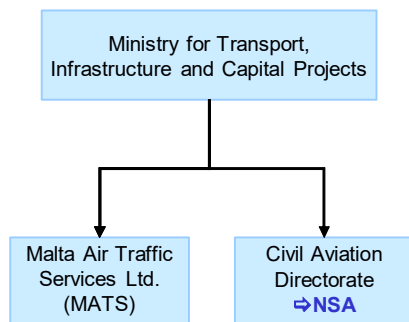 Ministry for Transport,
Infrastructure and Capital Projects
Malta Air Traffic
Services Ltd.
(MATS)
Civil Aviation
Directorate
⇨NSA